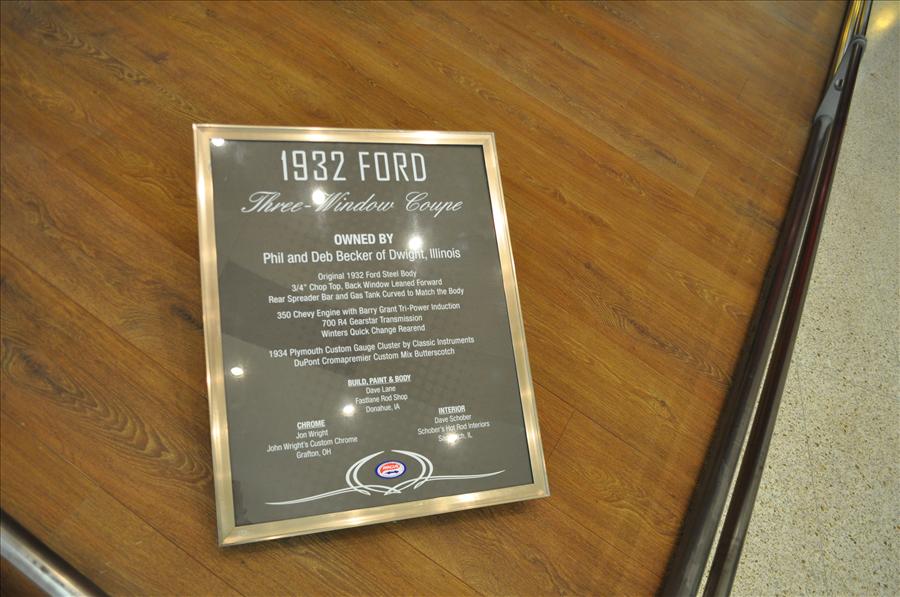 1932 FORD
Three-Window Coupe
OWNED BY
Phil and Deb Becker of Dwight, Illinois
Original 1932 Ford Steel Body
3/4" Chop Top, Back Window Leaned Forward
Rear Spreader Bar and Gas Tank Curved to Match the Body
350 Chevy Engine with Barry Grant Tri-Power Induction
700 R4 Gearstar Transmission
Winters Quick Change Rearend
1934 Plymouth Custom Gauge Cluster by Classic Instruments
DuPont Cromapremier Custom Mix Butterscotch
BUILD, PAINT & BODY
Dave Lane
Fastlane Rod Shop
Donahue, IA
CHROME
Jon Wright
John Wright's Custom Chrome
Grafton, OH
INTERIOR
Dave Schober
Schober's Hot Rod Interiors
IL